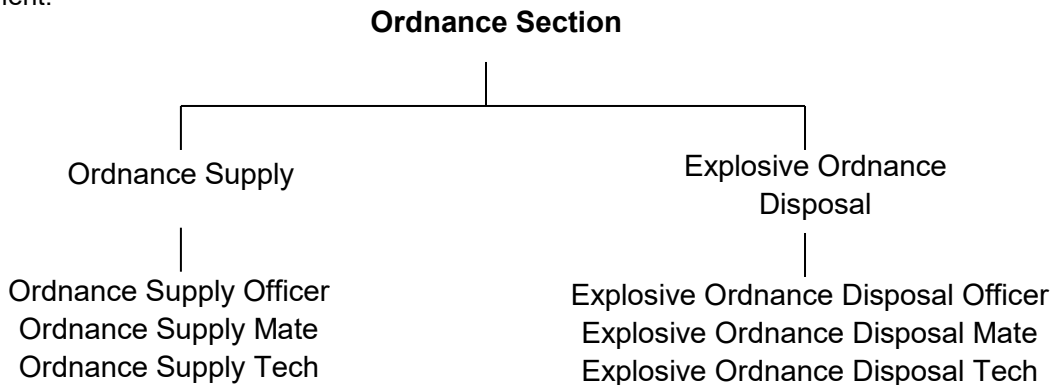 Ordnance Section
Ordnance Supply
Explosive Ordnance
Disposal
Ordnance Supply Officer
Ordnance Supply Mate
Ordnance Supply Tech
Explosive Ordnance Disposal Officer
Explosive Ordnance Disposal Mate
Explosive Ordnance Disposal Tech